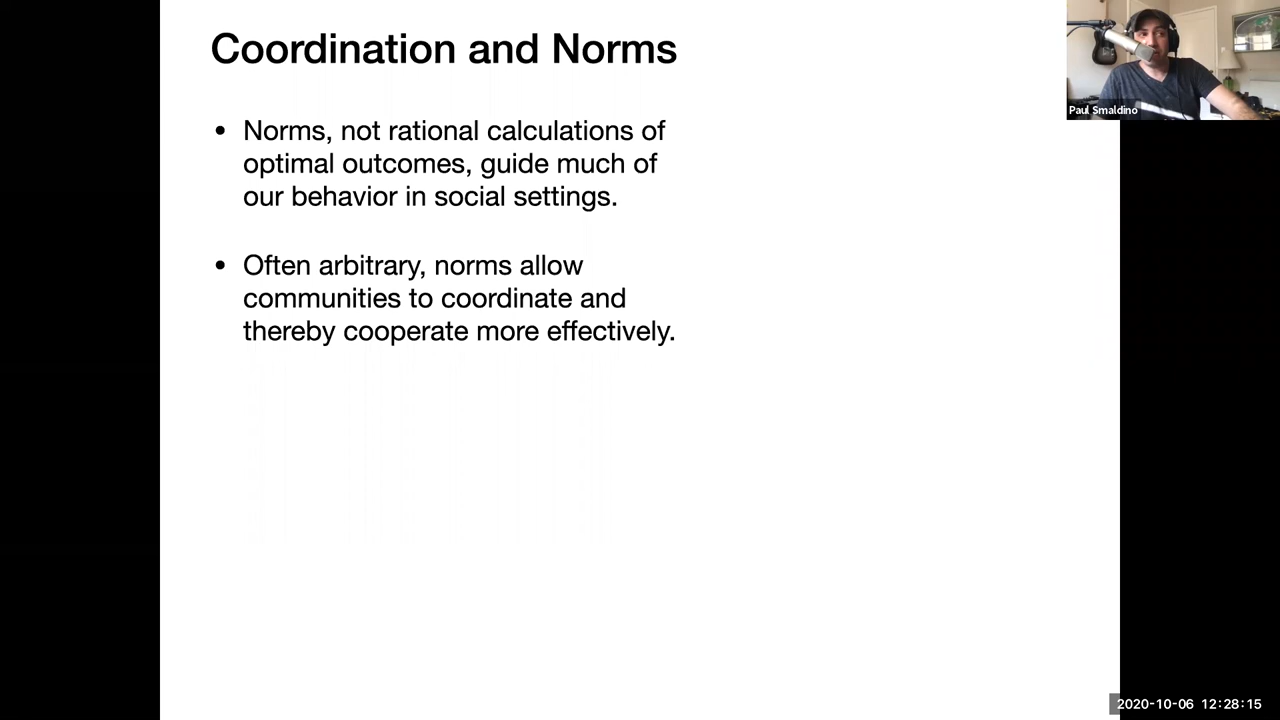 Coordination and Norms
Paul Smaldino
• Norms, not rational calculations of
optimal outcomes, guide much of
our behavior in social settings.
• Often arbitrary, norms allow
communities to coordinate and
thereby cooperate more effectively.
2020-10-06 12:28:15